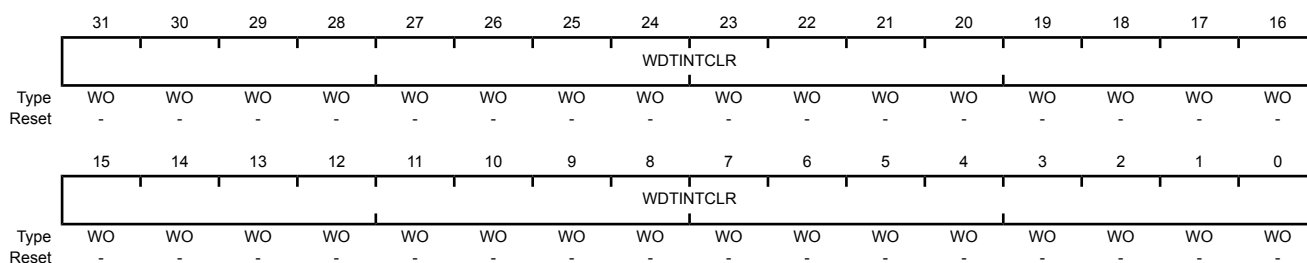 31 30 29 28 27 26 25 24 23 22 21 20 19 18 17 16
WDTINTCLR
Type WO WO WO WO WO WO WO WO WO WO WO WO WO WO WO WO
Reset - - - - - - - - - - - - - - - -
15 14 13 12 11 10 9 8 7 6 5 4 3 2 1 0
WDTINTCLR
Type WO WO WO WO WO WO WO WO WO WO WO WO WO WO WO WO
Reset - - - - - - - - - - - - - - - -